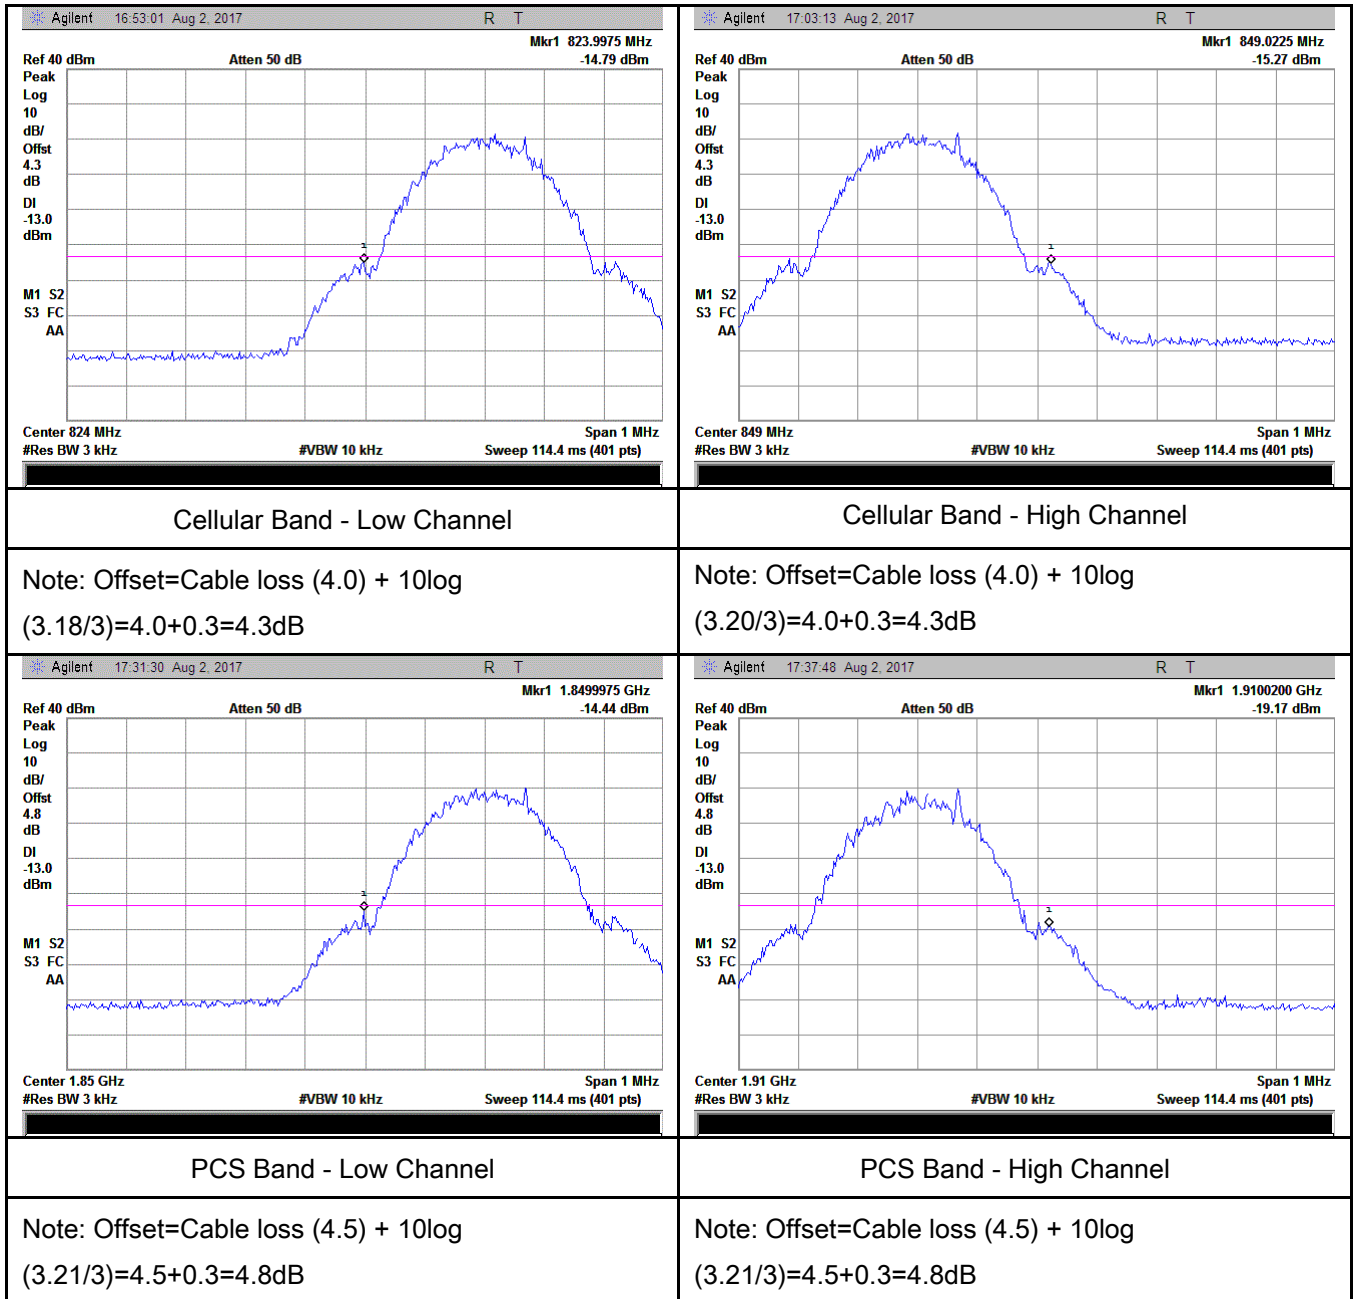 Agilent 16:53:01 Aug 2, 2017 R T
Mkr1 823.9975 MHz
Ref 40 dBm Atten 50 dB -14.79 dBm
Peak
Log
10
dB/
Offst
4.3
dB
DI
-13.0
dBm
1
M1 S2
S3 FC
AA
Center 824 MHz Span 1 MHz
#Res BW 3 kHz #VBW 10 kHz Sweep 114.4 ms (401 pts)
Agilent 17:03:13 Aug 2, 2017 R T
Mkr1 849.0225 MHz
Ref 40 dBm Atten 50 dB -15.27 dBm
Peak
Log
10
dB/
Offst
4.3
dB
DI
-13.0
dBm
1
M1 S2
S3 FC
AA
Center 849 MHz Span 1 MHz
#Res BW 3 kHz #VBW 10 kHz Sweep 114.4 ms (401 pts)
Cellular Band - Low Channel
Cellular Band - High Channel
Note: Offset=Cable loss (4.0) + 10log
(3.18/3)=4.0+0.3=4.3dB
Note: Offset=Cable loss (4.0) + 10log
(3.20/3)=4.0+0.3=4.3dB
Agilent 17:31:30 Aug 2, 2017 R T
Mkr1 1.8499975 GHz
Ref 40 dBm Atten 50 dB -14.44 dBm
Peak
Log
10
dB/
Offst
4.8
dB
DI
-13.0
dBm
1
M1 S2
S3 FC
AA
Center 1.85 GHz Span 1 MHz
#Res BW 3 kHz #VBW 10 kHz Sweep 114.4 ms (401 pts)
Agilent 17:37:48 Aug 2, 2017 R T
Mkr1 1.9100200 GHz
Ref 40 dBm Atten 50 dB -19.17 dBm
Peak
Log
10
dB/
Offst
4.8
dB
DI
-13.0
dBm
1
M1 S2
S3 FC
AA
Center 1.91 GHz Span 1 MHz
#Res BW 3 kHz #VBW 10 kHz Sweep 114.4 ms (401 pts)
PCS Band - Low Channel
PCS Band - High Channel
Note: Offset=Cable loss (4.5) + 10log
(3.21/3)=4.5+0.3=4.8dB
Note: Offset=Cable loss (4.5) + 10log
(3.21/3)=4.5+0.3=4.8dB